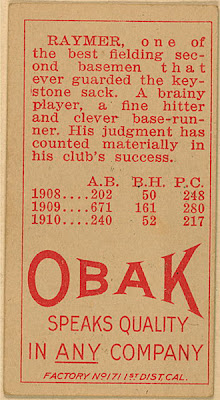 RAYMER, one of
the best fielding sec-
ond basemen that
ever guarded the key-
stone sack. A brainy
player, a fine hitter
and clever base-run-
ner. His judgment has
counted materially in
his club's success.
A.B. B.H. P.C.
1908....202 50 248
1909....671 161 280
1910....240 52 217
OBAK
SPEAKS QUALITY
IN ANY COMPANY
FACTORY NO 171 1ST DIST. CAL.